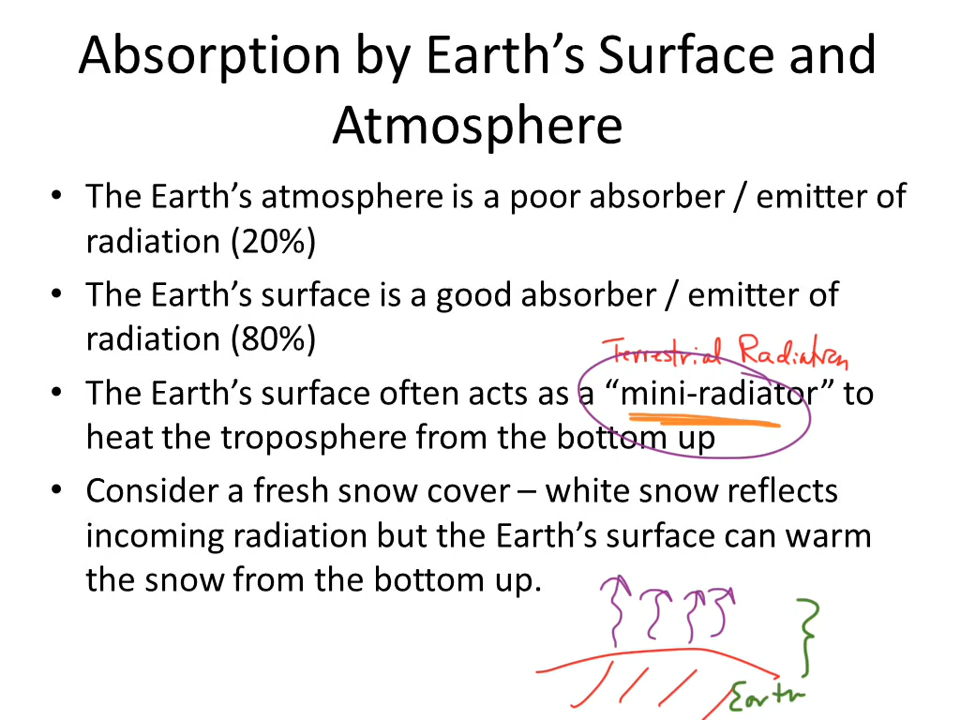 Absorption by Earth's Surface and
Atmosphere
• The Earth's atmosphere is a poor absorber / emitter of
radiation (20%)
• The Earth's surface is a good absorber / emitter of
radiation (80%)
Terrestrial Radiation
• The Earth's surface often acts as a “mini-radiator” to
heat the troposphere from the bottom up
• Consider a fresh snow cover – white snow reflects
incoming radiation but the Earth's surface can warm
the snow from the bottom up.
Earth